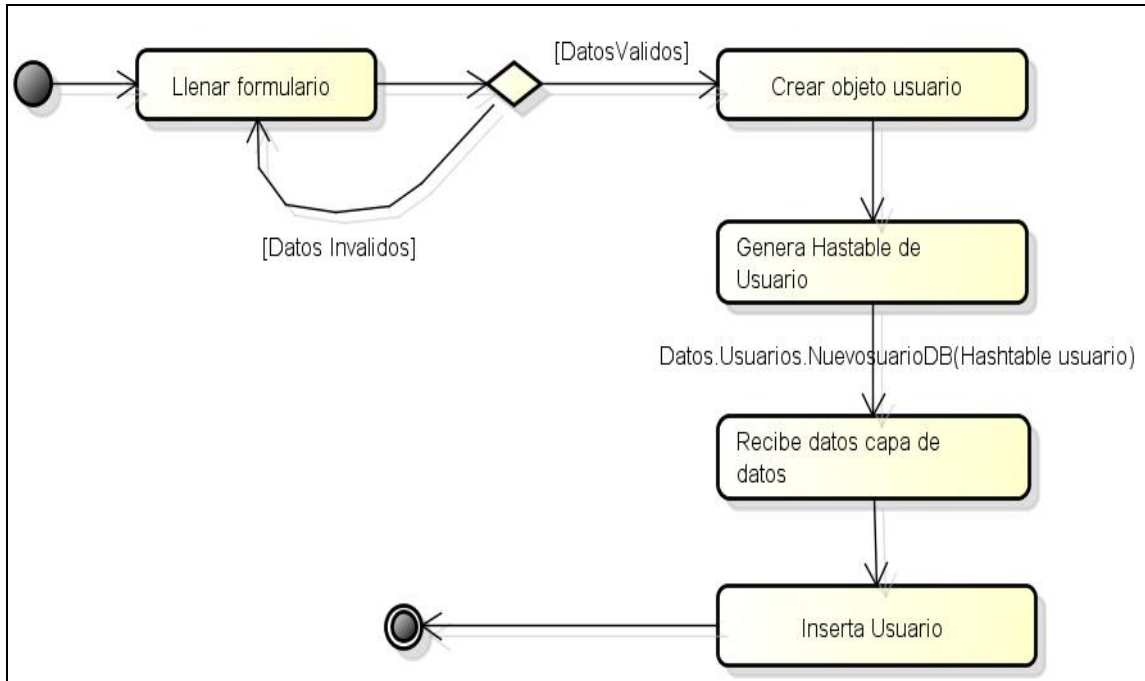 [DatosValidos]
Llenar formulario
Crear objeto usuario
[Datos Invalidos]
Genera Hastable de
Usuario
Datos.Usuarios.NuevosuarioDB(Hashtable usuario)
Recibe datos capa de
datos
Inserta Usuario